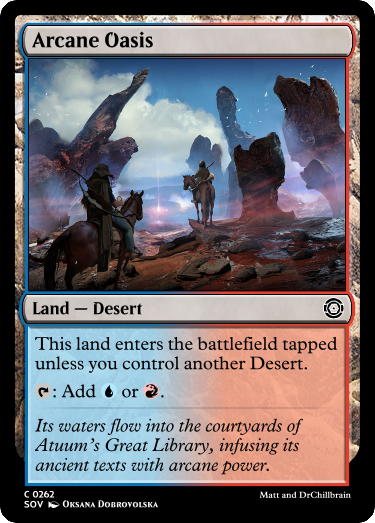 Arcane Oasis
Land — Desert
This land enters the battlefield tapped
unless you control another Desert.
: Add or .
Its waters flow into the courtyards of
Atuum's Great Library, infusing its
ancient texts with arcane power.
C 0262
SOV Oksana Dobrovolska
Matt and DrChillbrain